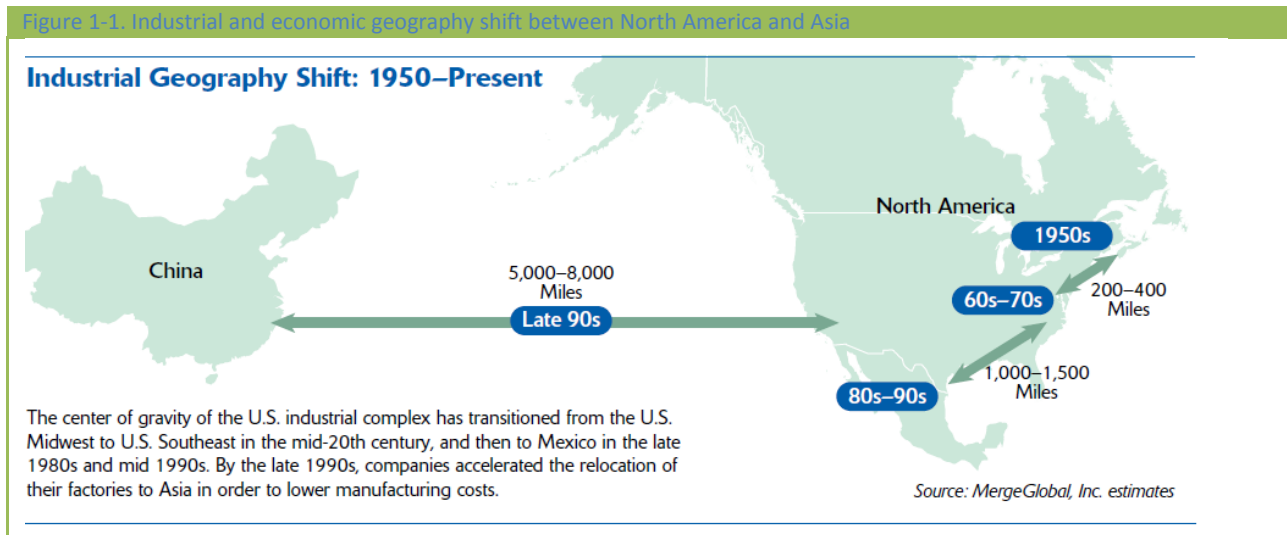 Figure 1-1. Industrial and economic geography shift between North America and Asia
Industrial Geography Shift: 1950–Present
North America
1950s
China
5,000–8,000
Miles
Late 90s
60s–70s
200–400
Miles
1,000–1,500
Miles
80s–90s
The center of gravity of the U.S. industrial complex has transitioned from the U.S.
Midwest to U.S. Southeast in the mid-20th century, and then to Mexico in the late
1980s and mid 1990s. By the late 1990s, companies accelerated the relocation of
their factories to Asia in order to lower manufacturing costs.
Source: MergeGlobal, Inc. estimates